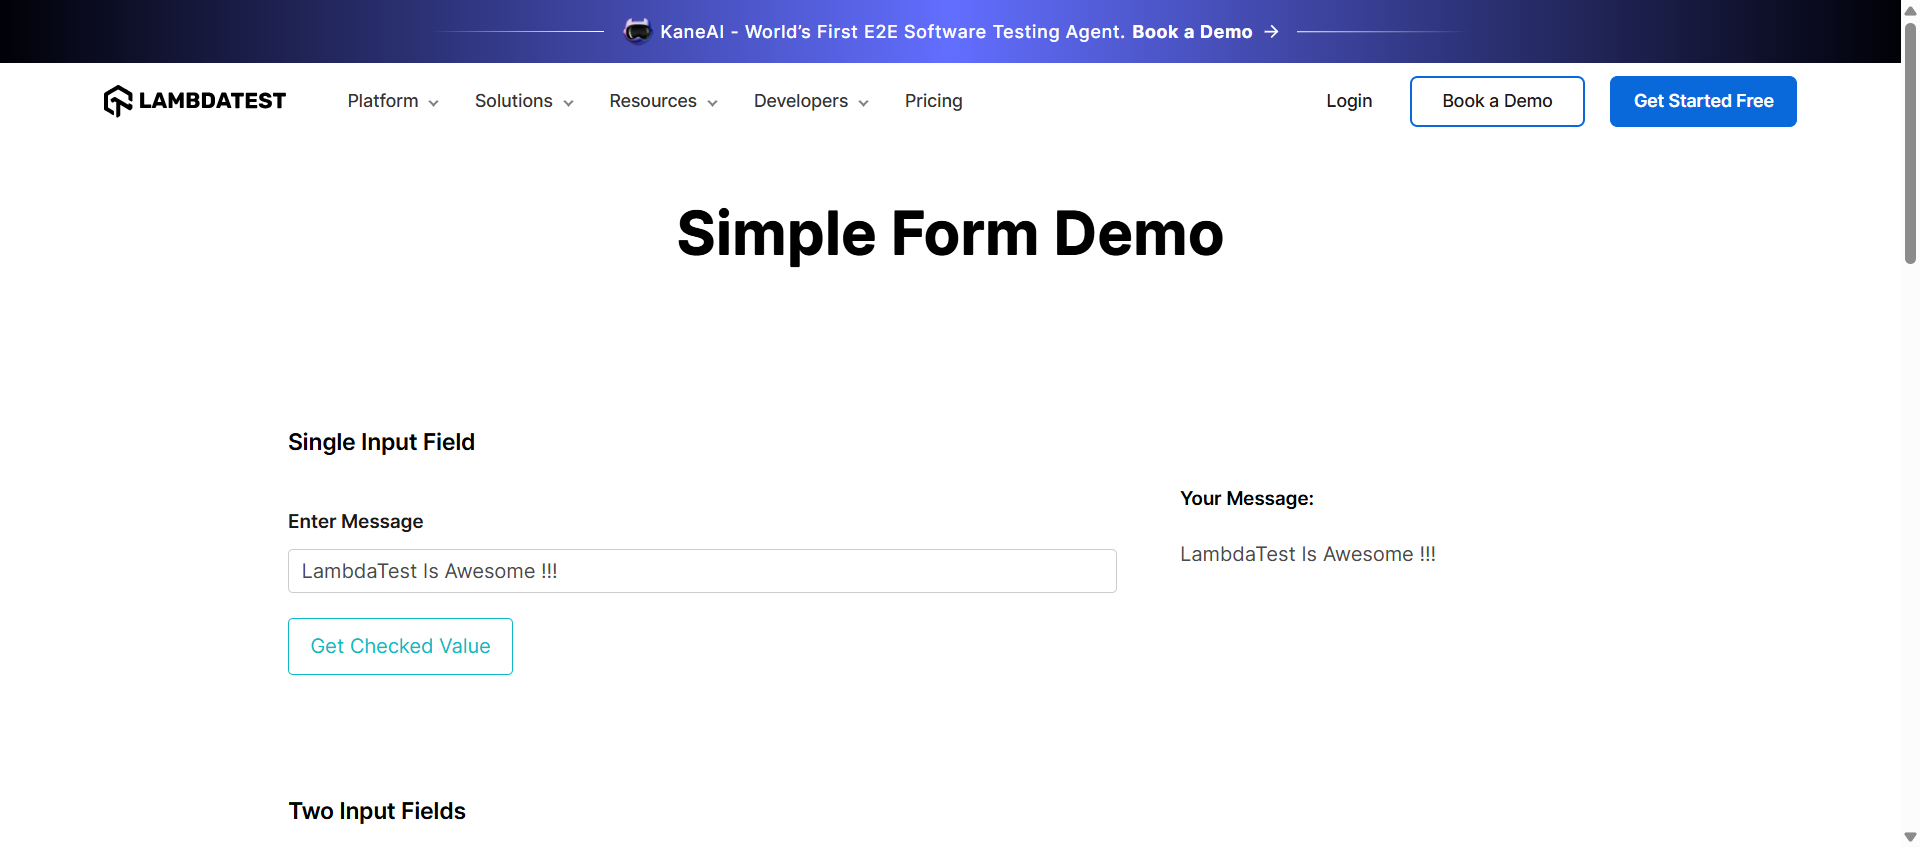 KaneAI - World’s First E2E Software Testing Agent. Book a Demo
LAMBDATEST
Platform
Solutions
Resources
Developers
Pricing
Login
Book a Demo
Get Started Free
Simple Form Demo
Single Input Field
Enter Message
LambdaTest Is Awesome !!!
Get Checked Value
Your Message:
LambdaTest Is Awesome !!!
Two Input Fields